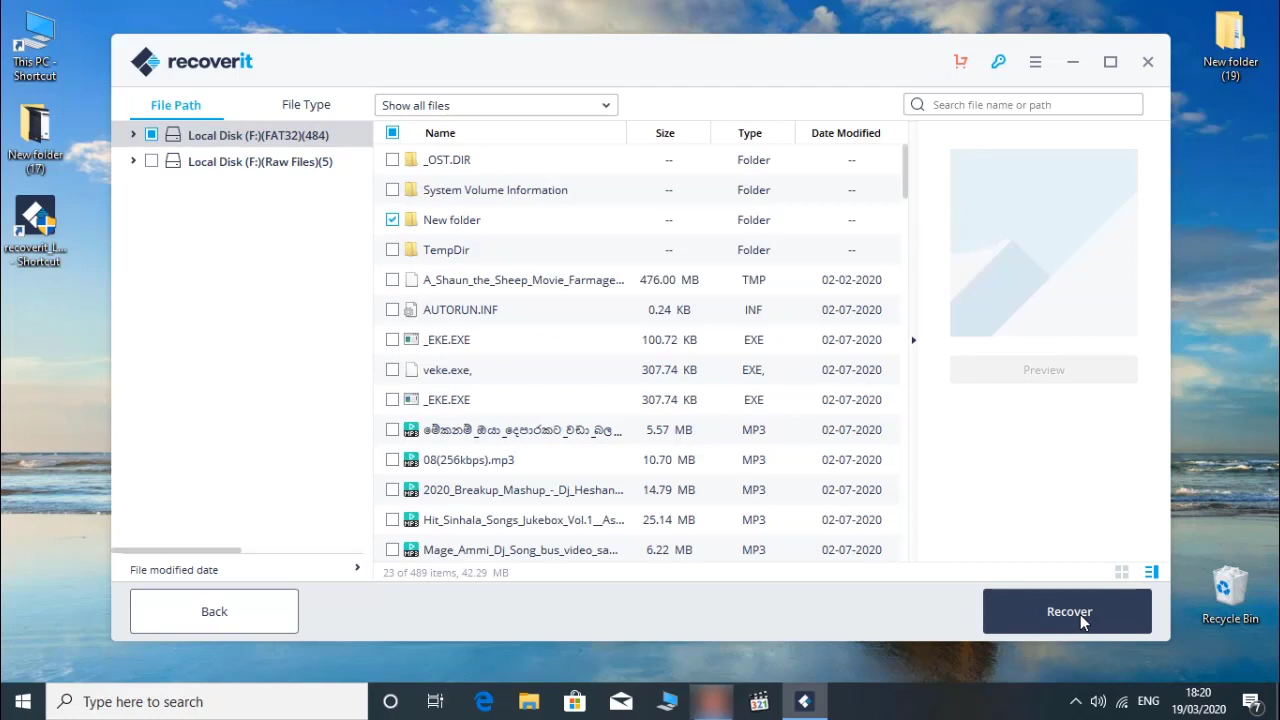 This PC -
Shortcut
New folder
(17)
recoverit_L...
- Shortcut
New folder
(19)
Recycle Bin
recoverit
File Path
File Type
Show all files
Search file name or path
Local Disk (F:)(FAT32)(484)
Local Disk (F:)(Raw Files)(5)
Name Size Type Date Modified
_OST.DIR -- Folder --
System Volume Information -- Folder --
New folder -- Folder --
TempDir -- Folder --
A_Shaun_the_Sheep_Movie_Farmage... 476.00 MB TMP 02-02-2020
AUTORUN.INF 0.24 KB INF 02-07-2020
_EKE.EXE 100.72 KB EXE 02-07-2020
veke.exe, 307.74 KB EXE, 02-07-2020
_EKE.EXE 307.74 KB EXE 02-07-2020
මේකනම්_ඔයා_දෙපාරකට_වඩා_බල_... 5.57 MB MP3 02-07-2020
08(256kbps).mp3 10.70 MB MP3 02-07-2020
2020_Breakup_Mashup_-_Dj_Heshan... 14.79 MB MP3 02-07-2020
Hit_Sinhala_Songs_Jukebox_Vol.1__As... 25.14 MB MP3 02-07-2020
Mage_Ammi_Dj_Song_bus_video_sa... 6.22 MB MP3 02-07-2020
Preview
File modified date
23 of 489 items, 42.29 MB
Back
Recover
Type here to search
321
ENG
18:20
19/03/2020
7